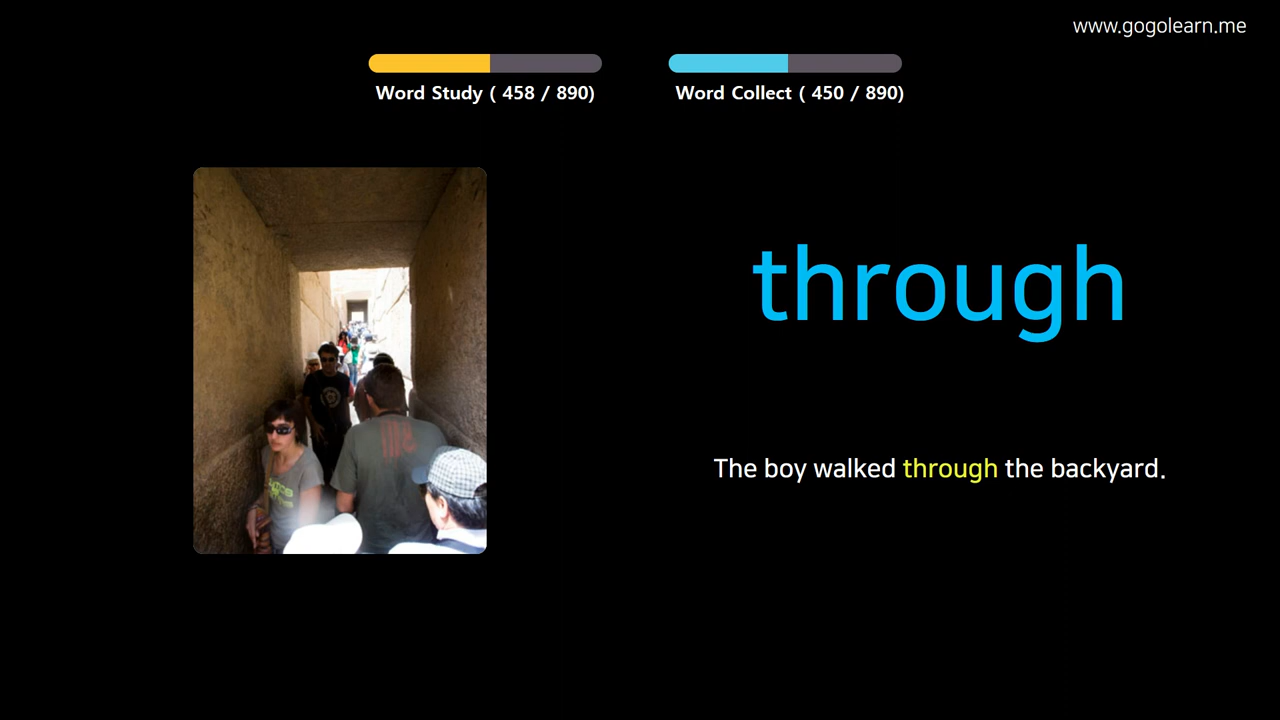 www.gogolearn.me
Word Study ( 458 / 890)
Word Collect ( 450 / 890)
through
The boy walked through the backyard.